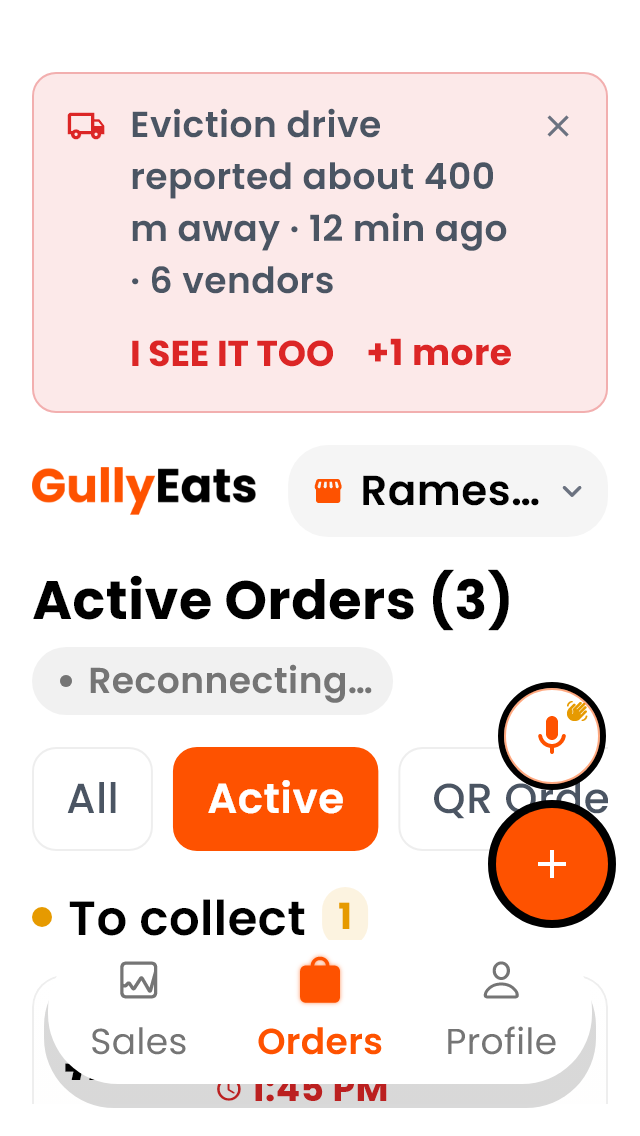 Eviction drive
reported about 400
m away · 12 min ago
· 6 vendors
I SEE IT TOO +1 more
GullyEats Rames...
Active Orders (3)
• Reconnecting...
All Active QR Orde
To collect 1
1:45 PM
Sales Orders Profile